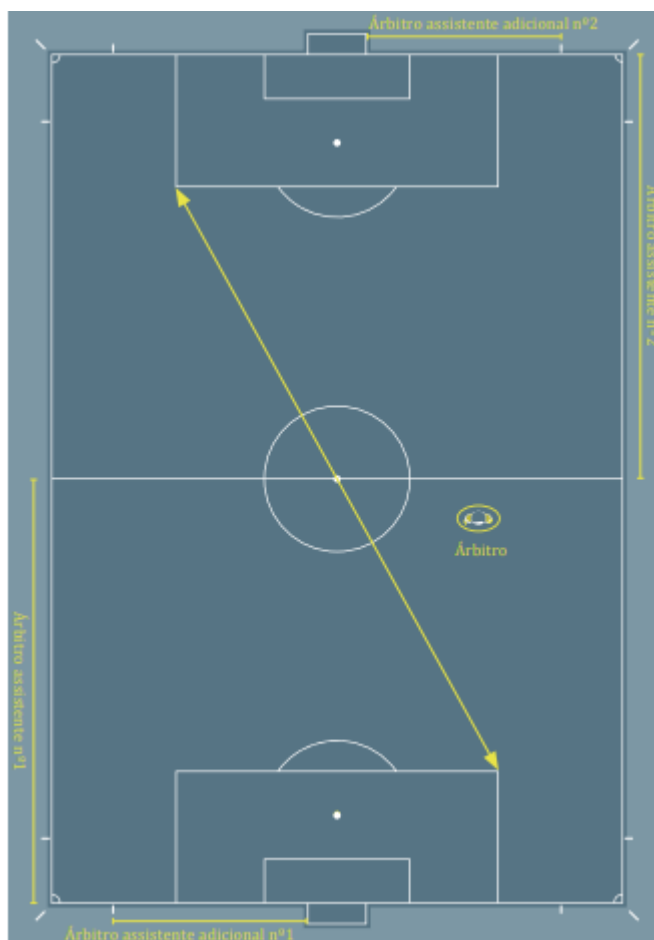 Árbitro assistente adicional nº2
Árbitro assistente nº2
Árbitro
Árbitro assistente nº1
Árbitro assistente adicional nº1